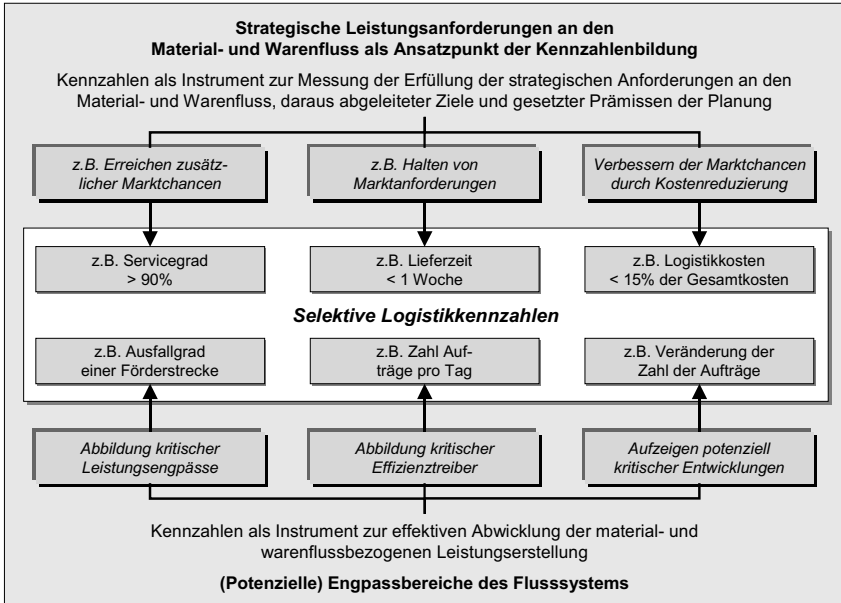 Strategische Leistungsanforderungen an den
Material- und Warenfluss als Ansatzpunkt der Kennzahlenbildung
Kennzahlen als Instrument zur Messung der Erfüllung der strategischen Anforderungen an den
Material- und Warenfluss, daraus abgeleiteter Ziele und gesetzter Prämissen der Planung
z.B. Erreichen zusätz-
licher Marktchancen
z.B. Halten von
Marktanforderungen
Verbessern der Marktchancen
durch Kostenreduzierung
z.B. Servicegrad
> 90%
z.B. Lieferzeit
< 1 Woche
z.B. Logistikkosten
< 15% der Gesamtkosten
Selektive Logistikkennzahlen
z.B. Ausfallgrad
einer Förderstrecke
z.B. Zahl Auf-
träge pro Tag
z.B. Veränderung der
Zahl der Aufträge
Abbildung kritischer
Leistungsengpässe
Abbildung kritischer
Effizienztreiber
Aufzeigen potenziell
kritischer Entwicklungen
Kennzahlen als Instrument zur effektiven Abwicklung der material- und
warenflussbezogenen Leistungserstellung
(Potenzielle) Engpassbereiche des Flusssystems